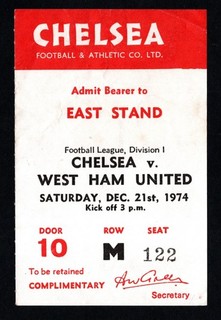 CHELSEA
FOOTBALL & ATHLETIC CO. LTD.
Admit Bearer to
EAST STAND
Football League, Division I
CHELSEA v.
WEST HAM UNITED
SATURDAY, DEC. 21st, 1974
Kick off 3 p.m.
DOOR ROW SEAT
10 M 122
To be retained
COMPLIMENTARY
Secretary